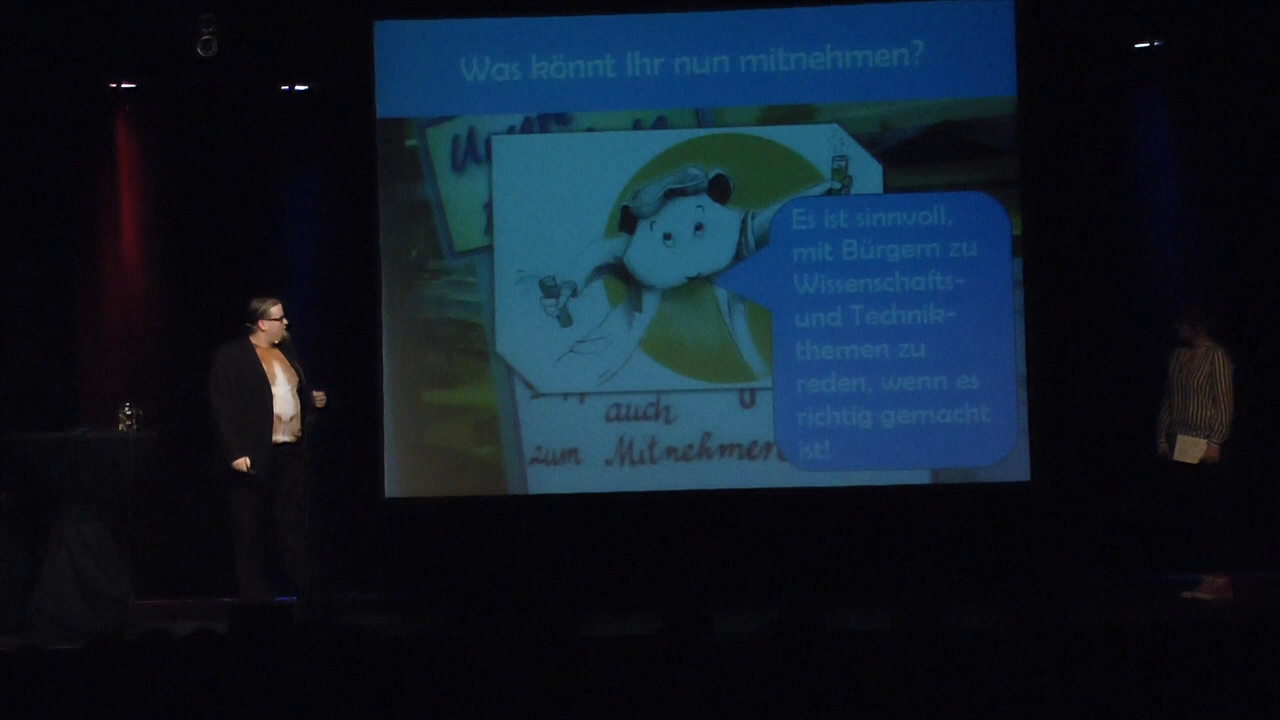 Was könnt Ihr nun mitnehmen?
Es ist sinnvoll,
mit Bürgern zu
Wissenschafts-
und Technik-
themen zu
reden, wenn es
richtig gemacht
ist!
auch
zum Mitnehmen